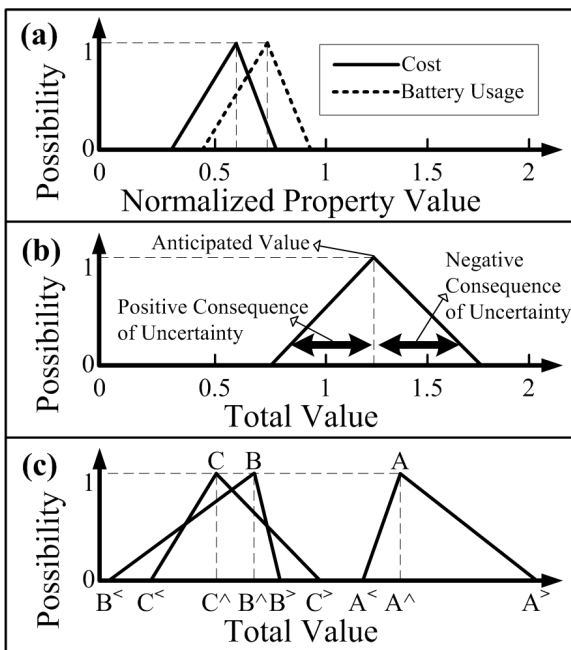 (a)
Possibility
1
0
Cost
Battery Usage
0 0.5 1 1.5 2
Normalized Property Value
(b)
Possibility
1
0
Anticipated Value
Positive Consequence
of Uncertainty
Negative
Consequence
of Uncertainty
0 0.5 1 1.5 2
Total Value
(c)
Possibility
1
0
C B A
B< C< C^ B^ B> C> A< A^ A>
Total Value